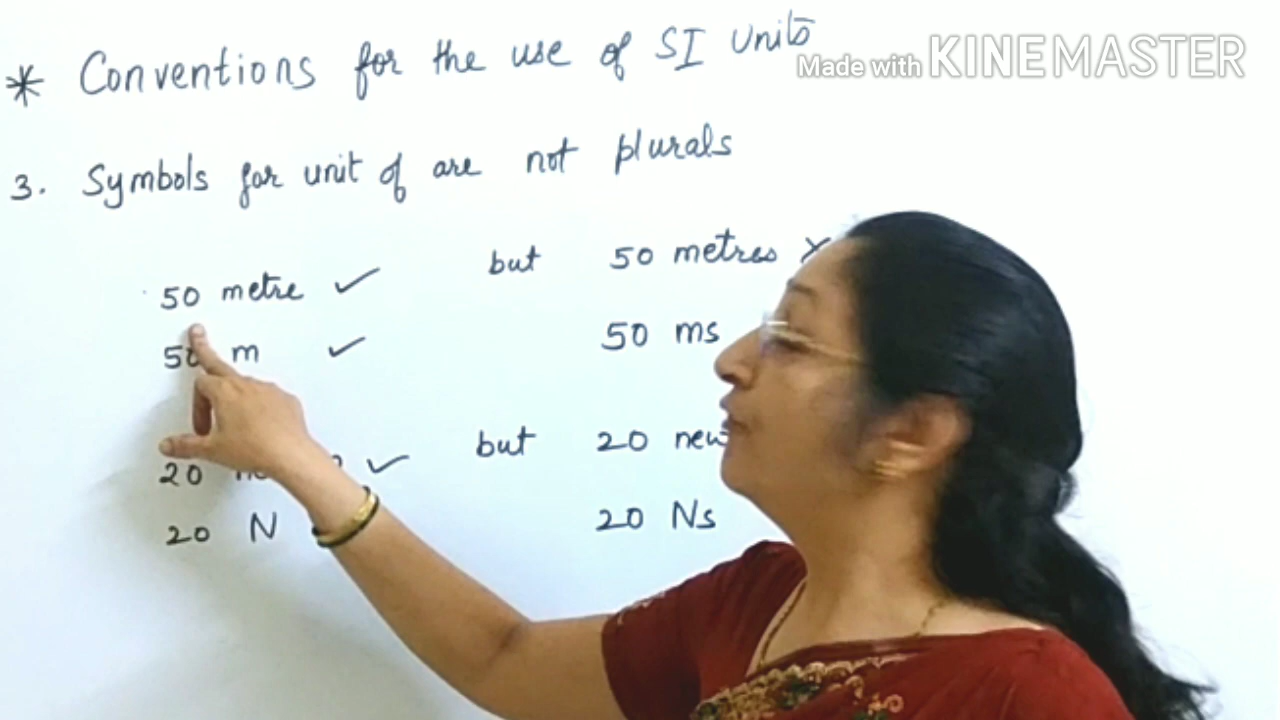 Made with KINEMASTER
* Conventions for the use of SI Units
3. Symbols for unit of are not plurals
50 metre ✓ but 50 metres ×
50 m ✓ 50 ms
20 ✓ but 20
20 N 20 Ns